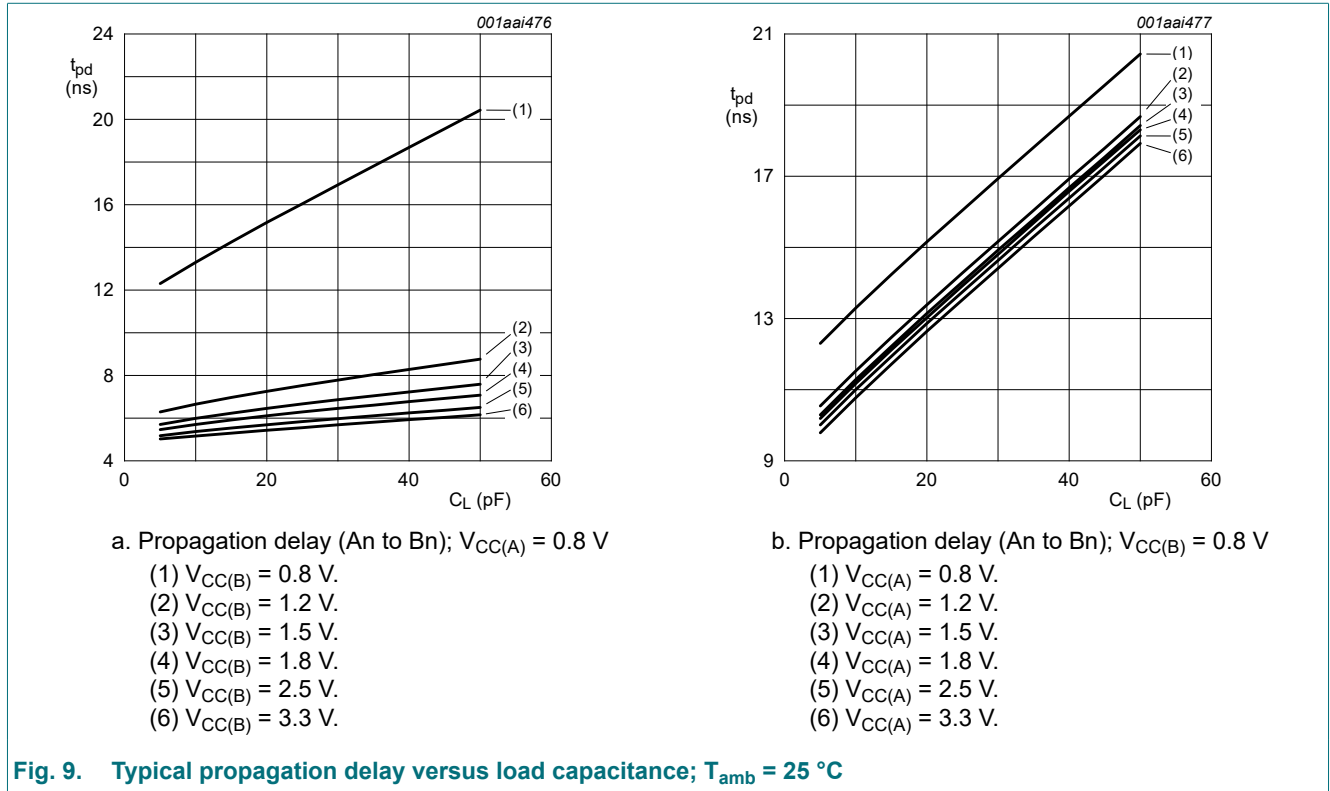 001aai476
24
20
16
12
8
4
t_pd
(ns)
(1)
(2)
(3)
(4)
(5)
(6)
0
20
40
60
C_L (pF)
a. Propagation delay (An to Bn); V_CC(A) = 0.8 V
(1) V_CC(B) = 0.8 V.
(2) V_CC(B) = 1.2 V.
(3) V_CC(B) = 1.5 V.
(4) V_CC(B) = 1.8 V.
(5) V_CC(B) = 2.5 V.
(6) V_CC(B) = 3.3 V.
001aai477
21
17
13
9
t_pd
(ns)
(1)
(2)
(3)
(4)
(5)
(6)
0
20
40
60
C_L (pF)
b. Propagation delay (An to Bn); V_CC(B) = 0.8 V
(1) V_CC(A) = 0.8 V.
(2) V_CC(A) = 1.2 V.
(3) V_CC(A) = 1.5 V.
(4) V_CC(A) = 1.8 V.
(5) V_CC(A) = 2.5 V.
(6) V_CC(A) = 3.3 V.
Fig. 9. Typical propagation delay versus load capacitance; T_amb = 25 °C